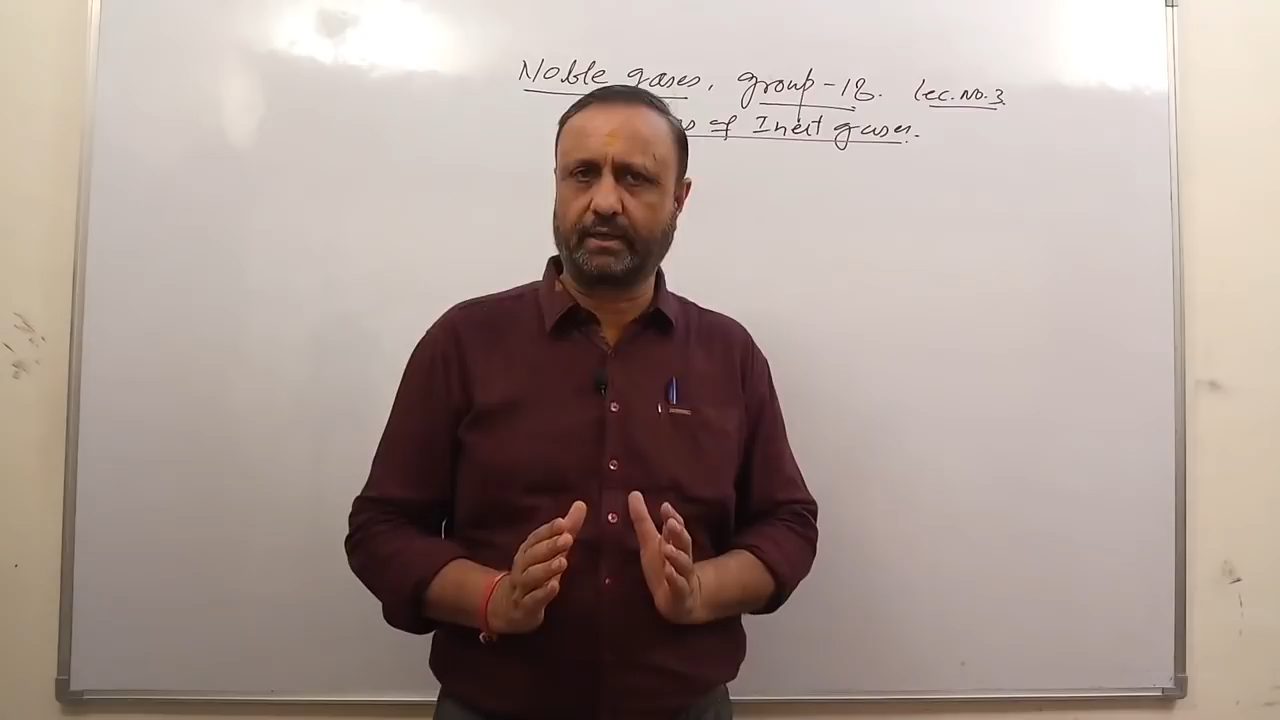 Noble gases, group-18. Lec. No. 3
of Inert gases.